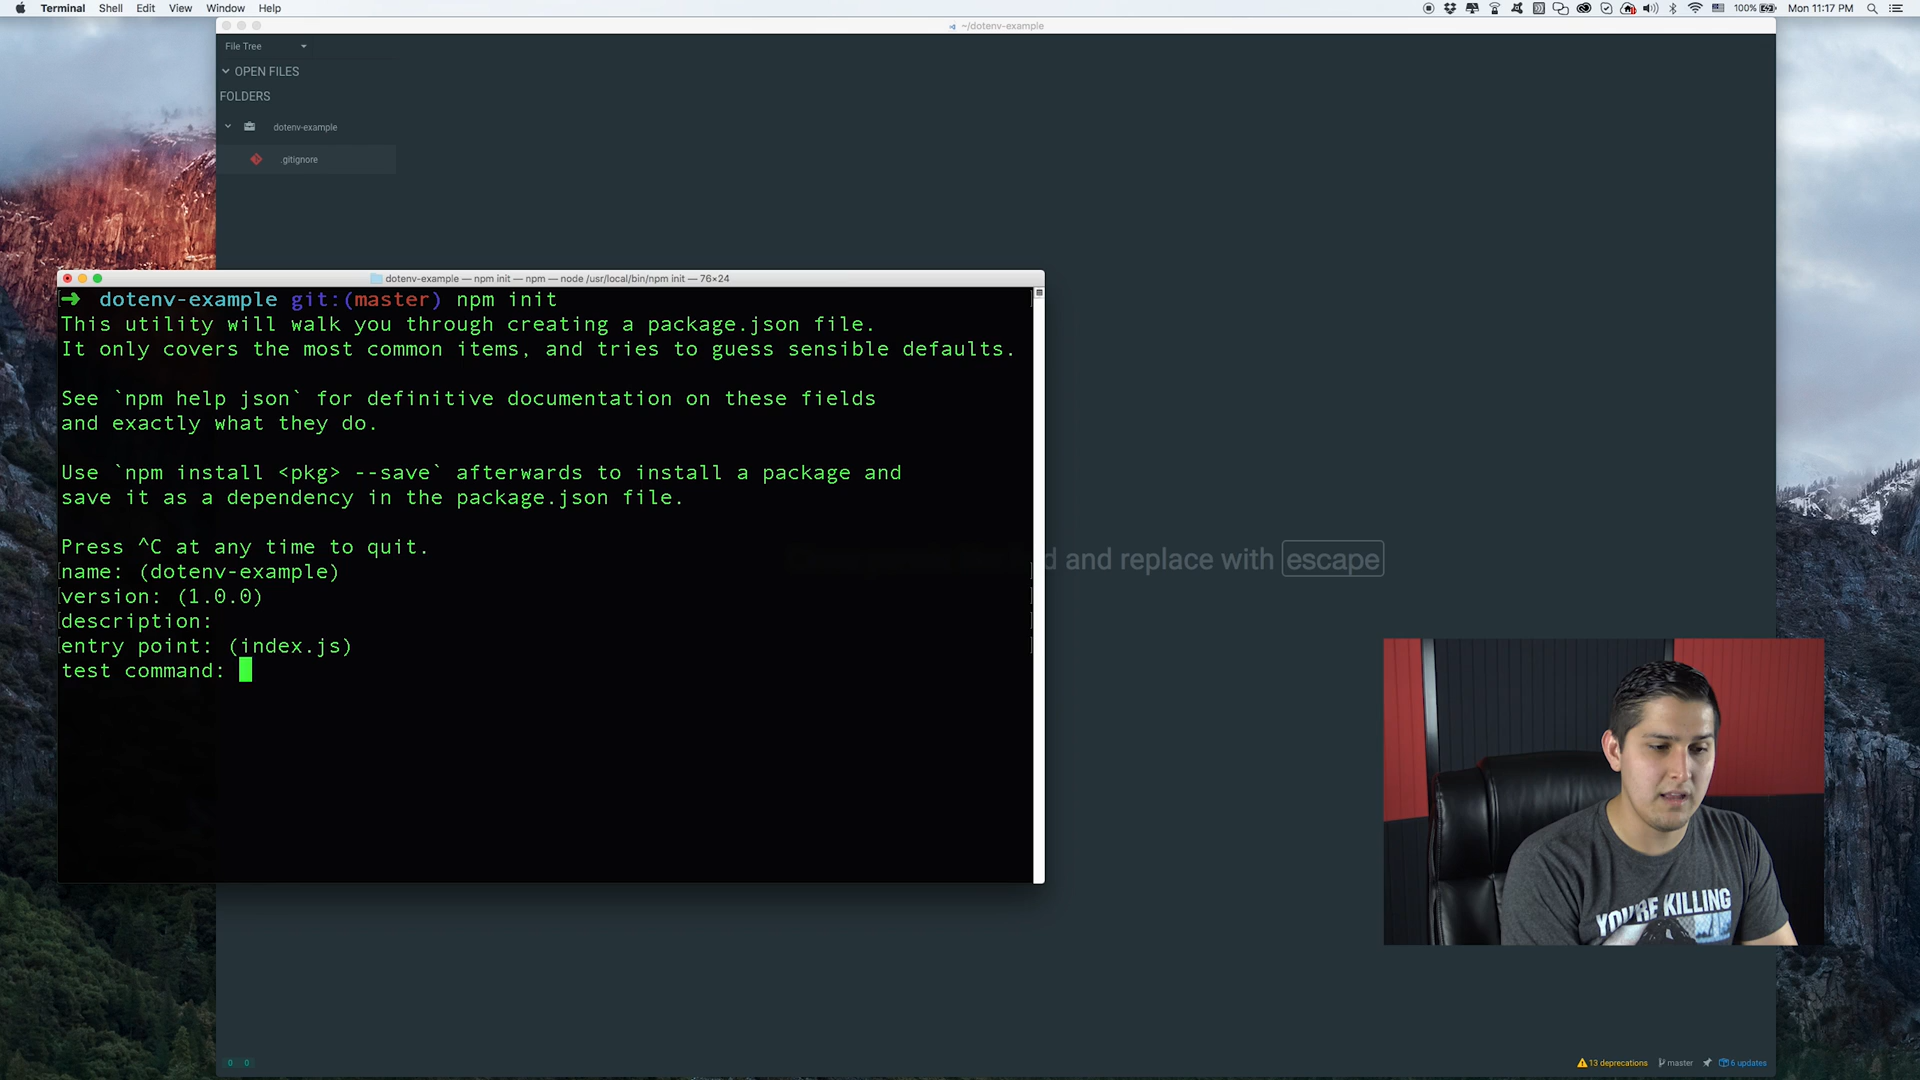 Terminal Shell Edit View Window Help
100% Mon 11:17 PM
~/dotenv-example
File Tree
OPEN FILES
FOLDERS
dotenv-example
.gitignore
dotenv-example — npm init — npm — node /usr/local/bin/npm init — 76×24
➜ dotenv-example git:(master) npm init
This utility will walk you through creating a package.json file.
It only covers the most common items, and tries to guess sensible defaults.
See `npm help json` for definitive documentation on these fields
and exactly what they do.
Use `npm install <pkg> --save` afterwards to install a package and
save it as a dependency in the package.json file.
Press ^C at any time to quit.
name: (dotenv-example)
version: (1.0.0)
description:
entry point: (index.js)
test command:
and replace with escape
YOU'RE KILLING
0 0
13 deprecations master 6 updates